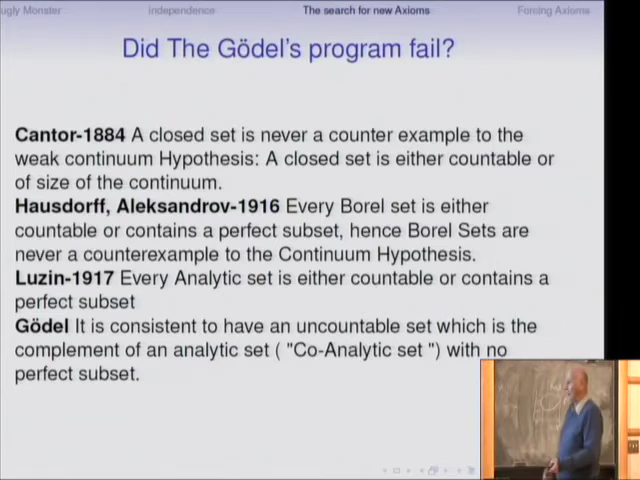 ugly Monster independence The search for new Axioms Forcing Axioms
Did The Gödel's program fail?
Cantor-1884 A closed set is never a counter example to the
weak continuum Hypothesis: A closed set is either countable or
of size of the continuum.
Hausdorff, Aleksandrov-1916 Every Borel set is either
countable or contains a perfect subset, hence Borel Sets are
never a counterexample to the Continuum Hypothesis.
Luzin-1917 Every Analytic set is either countable or contains a
perfect subset
Gödel It is consistent to have an uncountable set which is the
complement of an analytic set ( "Co-Analytic set ") with no
perfect subset.